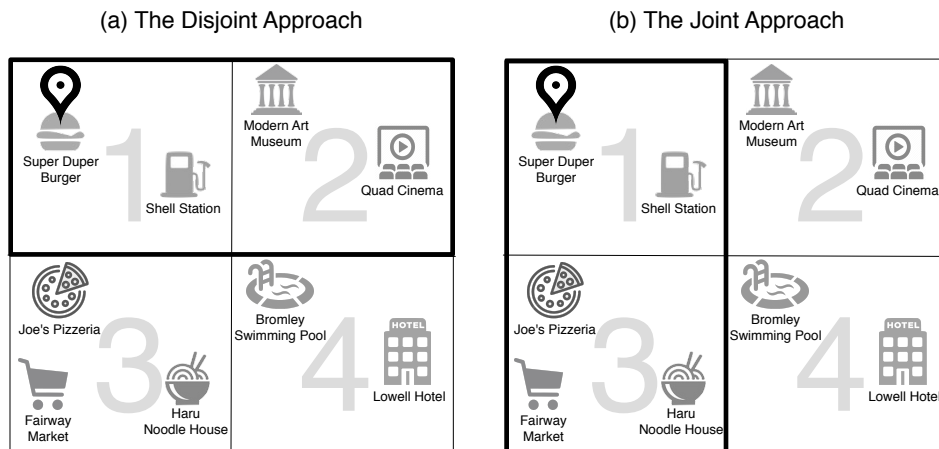 (a) The Disjoint Approach
(b) The Joint Approach
1
Super Duper
Burger
Shell Station
2
Modern Art
Museum
Quad Cinema
3
Joe's Pizzeria
Fairway
Market
Haru
Noodle House
4
Bromley
Swimming Pool
HOTEL
Lowell Hotel
1
Super Duper
Burger
Shell Station
2
Modern Art
Museum
Quad Cinema
3
Joe's Pizzeria
Fairway
Market
Haru
Noodle House
4
Bromley
Swimming Pool
HOTEL
Lowell Hotel